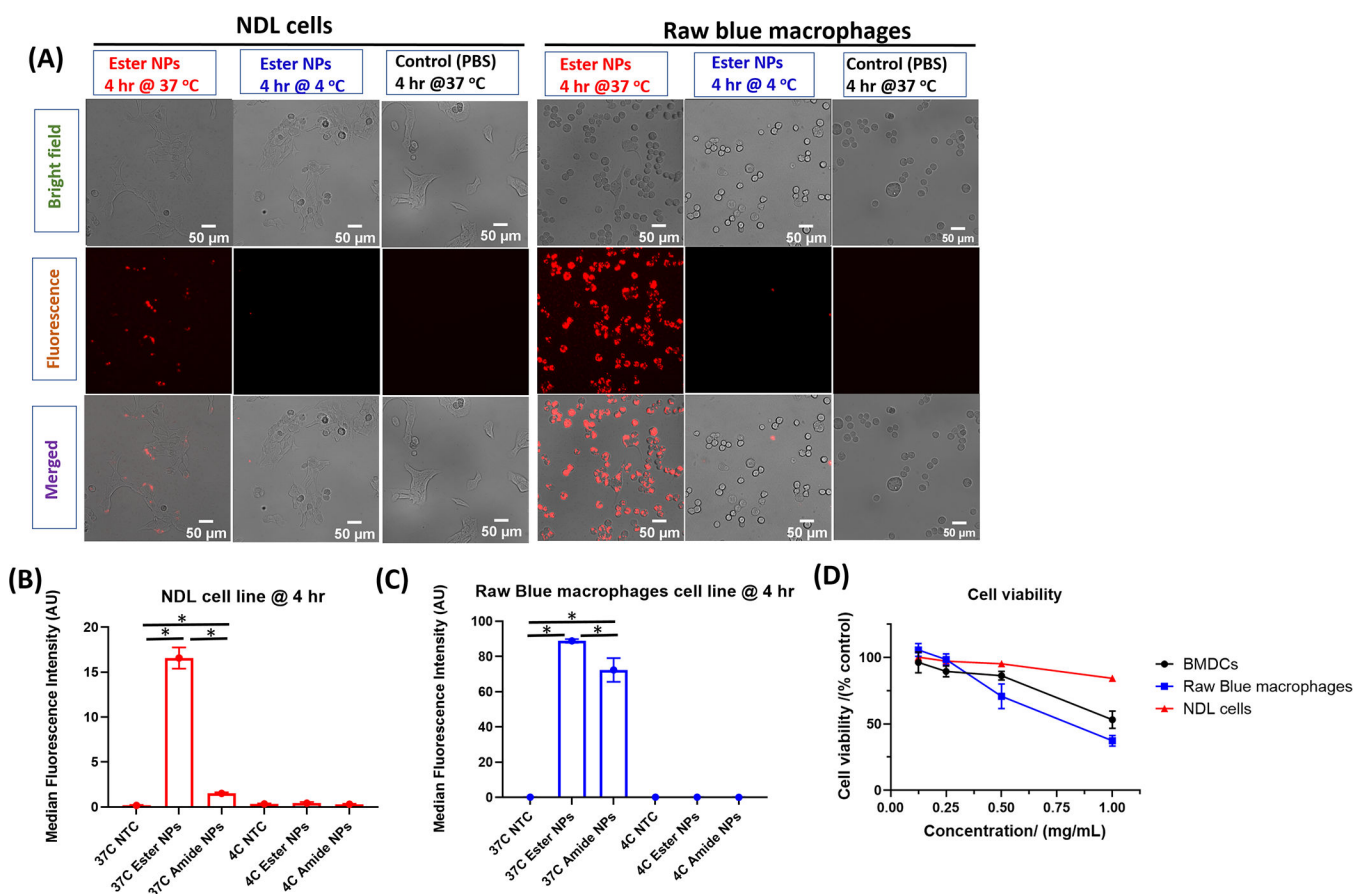 NDL cells
Raw blue macrophages
(A)
Ester NPs
4 hr @ 37 °C
Ester NPs
4 hr @ 4 °C
Control (PBS)
4 hr @37 °C
Ester NPs
4 hr @37 °C
Ester NPs
4 hr @ 4 °C
Control (PBS)
4 hr @37 °C
Bright field
50 µm
50 µm
50 µm
50 µm
50 µm
50 µm
Fluorescence
Merged
50 µm
50 µm
50 µm
50 µm
50 µm
50 µm
(B)
NDL cell line @ 4 hr
Median Fluorescence Intensity (AU)
20
15
10
5
0
*
*
*
37C NTC
37C Ester NPs
37C Amide NPs
4C NTC
4C Ester NPs
4C Amide NPs
(C)
Raw Blue macrophages cell line @ 4 hr
Median Fluorescence Intensity (AU)
100
80
60
40
20
0
*
*
*
37C NTC
37C Ester NPs
37C Amide NPs
4C NTC
4C Ester NPs
4C Amide NPs
(D)
Cell viability
Cell viability /(% control)
100
50
0
0.00
0.25
0.50
0.75
1.00
Concentration/ (mg/mL)
BMDCs
Raw Blue macrophages
NDL cells